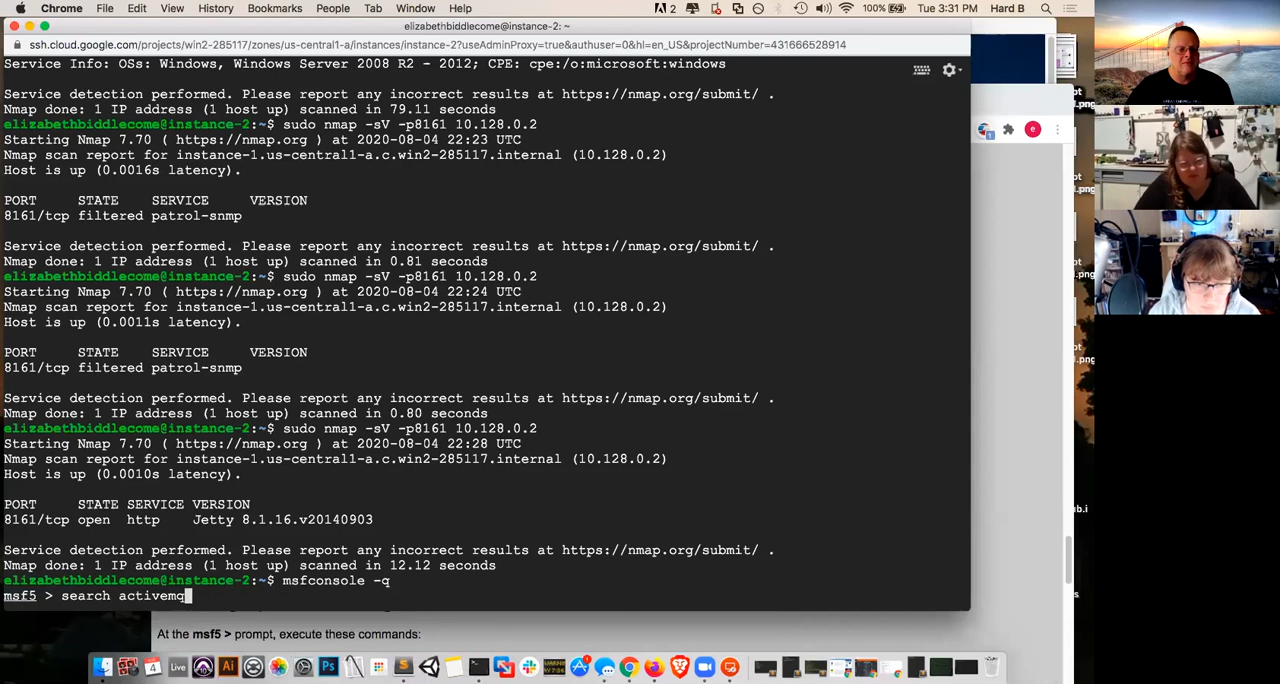 Chrome File Edit View History Bookmarks People Tab Window Help 2 100% Tue 3:31 PM Hard B
elizabethbiddlecome@instance-2: ~
ssh.cloud.google.com/projects/win2-285117/zones/us-central1-a/instances/instance-2?useAdminProxy=true&authuser=0&hl=en_US&projectNumber=431666528914
Service Info: OSs: Windows, Windows Server 2008 R2 - 2012; CPE: cpe:/o:microsoft:windows
Service detection performed. Please report any incorrect results at https://nmap.org/submit/ .
Nmap done: 1 IP address (1 host up) scanned in 79.11 seconds
elizabethbiddlecome@instance-2:~$ sudo nmap -sV -p8161 10.128.0.2
Starting Nmap 7.70 ( https://nmap.org ) at 2020-08-04 22:23 UTC
Nmap scan report for instance-1.us-central1-a.c.win2-285117.internal (10.128.0.2)
Host is up (0.0016s latency).
PORT STATE SERVICE VERSION
8161/tcp filtered patrol-snmp
Service detection performed. Please report any incorrect results at https://nmap.org/submit/ .
Nmap done: 1 IP address (1 host up) scanned in 0.81 seconds
elizabethbiddlecome@instance-2:~$ sudo nmap -sV -p8161 10.128.0.2
Starting Nmap 7.70 ( https://nmap.org ) at 2020-08-04 22:24 UTC
Nmap scan report for instance-1.us-central1-a.c.win2-285117.internal (10.128.0.2)
Host is up (0.0011s latency).
PORT STATE SERVICE VERSION
8161/tcp filtered patrol-snmp
Service detection performed. Please report any incorrect results at https://nmap.org/submit/ .
Nmap done: 1 IP address (1 host up) scanned in 0.80 seconds
elizabethbiddlecome@instance-2:~$ sudo nmap -sV -p8161 10.128.0.2
Starting Nmap 7.70 ( https://nmap.org ) at 2020-08-04 22:28 UTC
Nmap scan report for instance-1.us-central1-a.c.win2-285117.internal (10.128.0.2)
Host is up (0.0010s latency).
PORT STATE SERVICE VERSION
8161/tcp open http Jetty 8.1.16.v20140903
Service detection performed. Please report any incorrect results at https://nmap.org/submit/ .
Nmap done: 1 IP address (1 host up) scanned in 12.12 seconds
elizabethbiddlecome@instance-2:~$ msfconsole -q
msf5 > search activemq
At the msf5 > prompt, execute these commands: